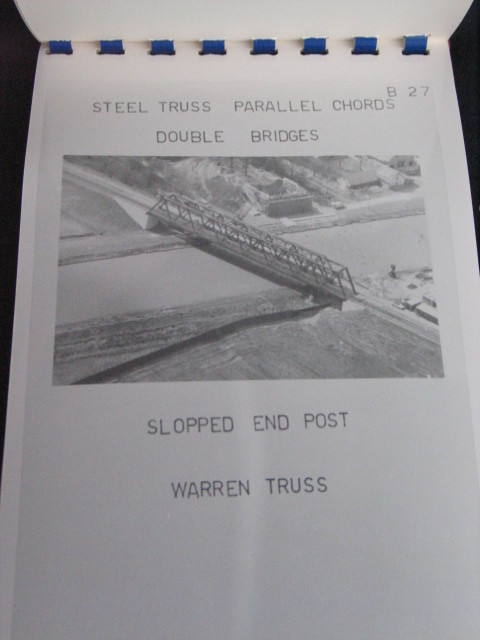 B 27
STEEL TRUSS PARALLEL CHORDS
DOUBLE BRIDGES
SLOPPED END POST
WARREN TRUSS